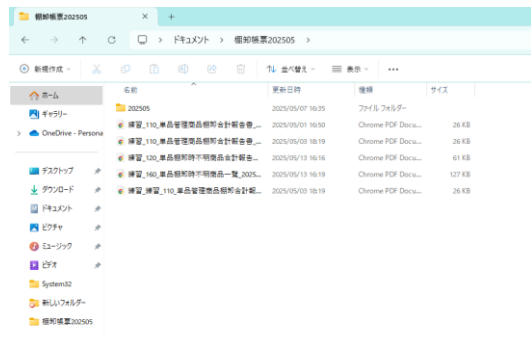 棚卸帳票202505
ドキュメント > 棚卸帳票202505 >
新規作成 並べ替え 表示 ...
名前 更新日時 種類 サイズ
ホーム
ギャラリー
OneDrive - Persona
デスクトップ
ダウンロード
ドキュメント
ピクチャ
ミュージック
ビデオ
System32
新しいフォルダー
棚卸帳票202505
202505 2025/05/07 16:35 ファイル フォルダー
練習_110_単品管理商品棚卸合計報告書_... 2025/05/01 16:50 Chrome PDF Docu... 26 KB
練習_110_単品管理商品棚卸合計報告書_... 2025/05/03 18:19 Chrome PDF Docu... 26 KB
練習_120_単品棚卸時不明商品合計報告... 2025/05/13 16:16 Chrome PDF Docu... 61 KB
練習_160_単品棚卸時不明商品一覧_2025... 2025/05/13 16:19 Chrome PDF Docu... 127 KB
練習_練習_110_単品管理商品棚卸合計報... 2025/05/03 18:19 Chrome PDF Docu... 26 KB